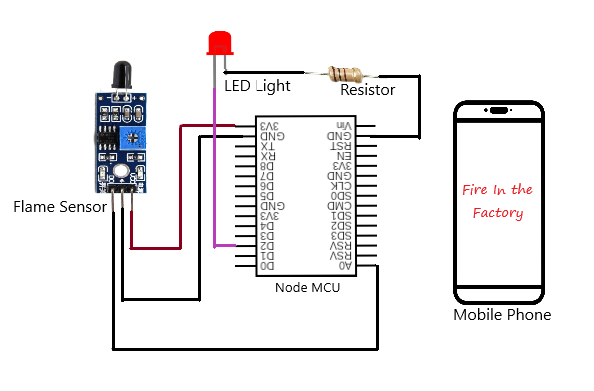 LED Light
Resistor
3V3 Vin
GND GND
TX RST
RX EN
D8 3V3
D7 GND
D6 CLK
D5 SD0
GND CMD
3V3 SD1
D4 SD2
D3 SD3
D2 RSV
D1 RSV
D0 A0
Node MCU
Flame Sensor
Fire In the
Factory
Mobile Phone